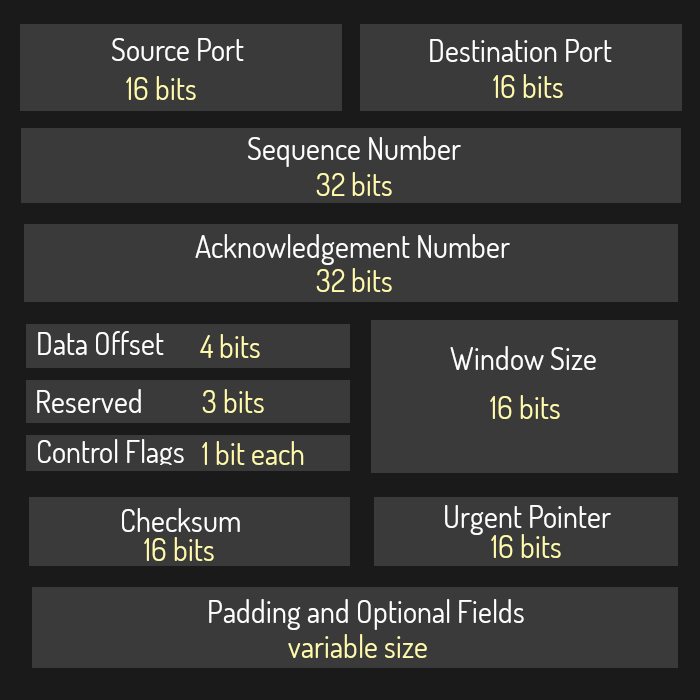 Source Port
16 bits
Destination Port
16 bits
Sequence Number
32 bits
Acknowledgement Number
32 bits
Data Offset 4 bits
Reserved 3 bits
Control Flags 1 bit each
Window Size
16 bits
Checksum
16 bits
Urgent Pointer
16 bits
Padding and Optional Fields
variable size